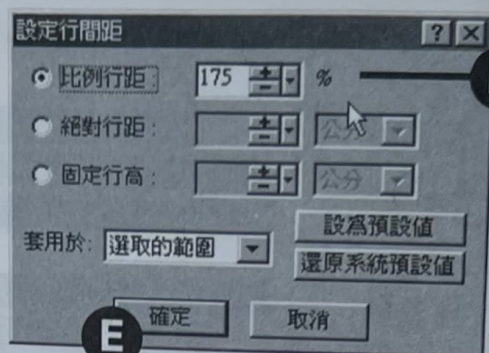 設定行間距 ? ×
比例行距： 175 %
絕對行距： 公分
固定行高： 公分
設為預設值
套用於: 選取的範圍
還原系統預設值
E 確定 取消